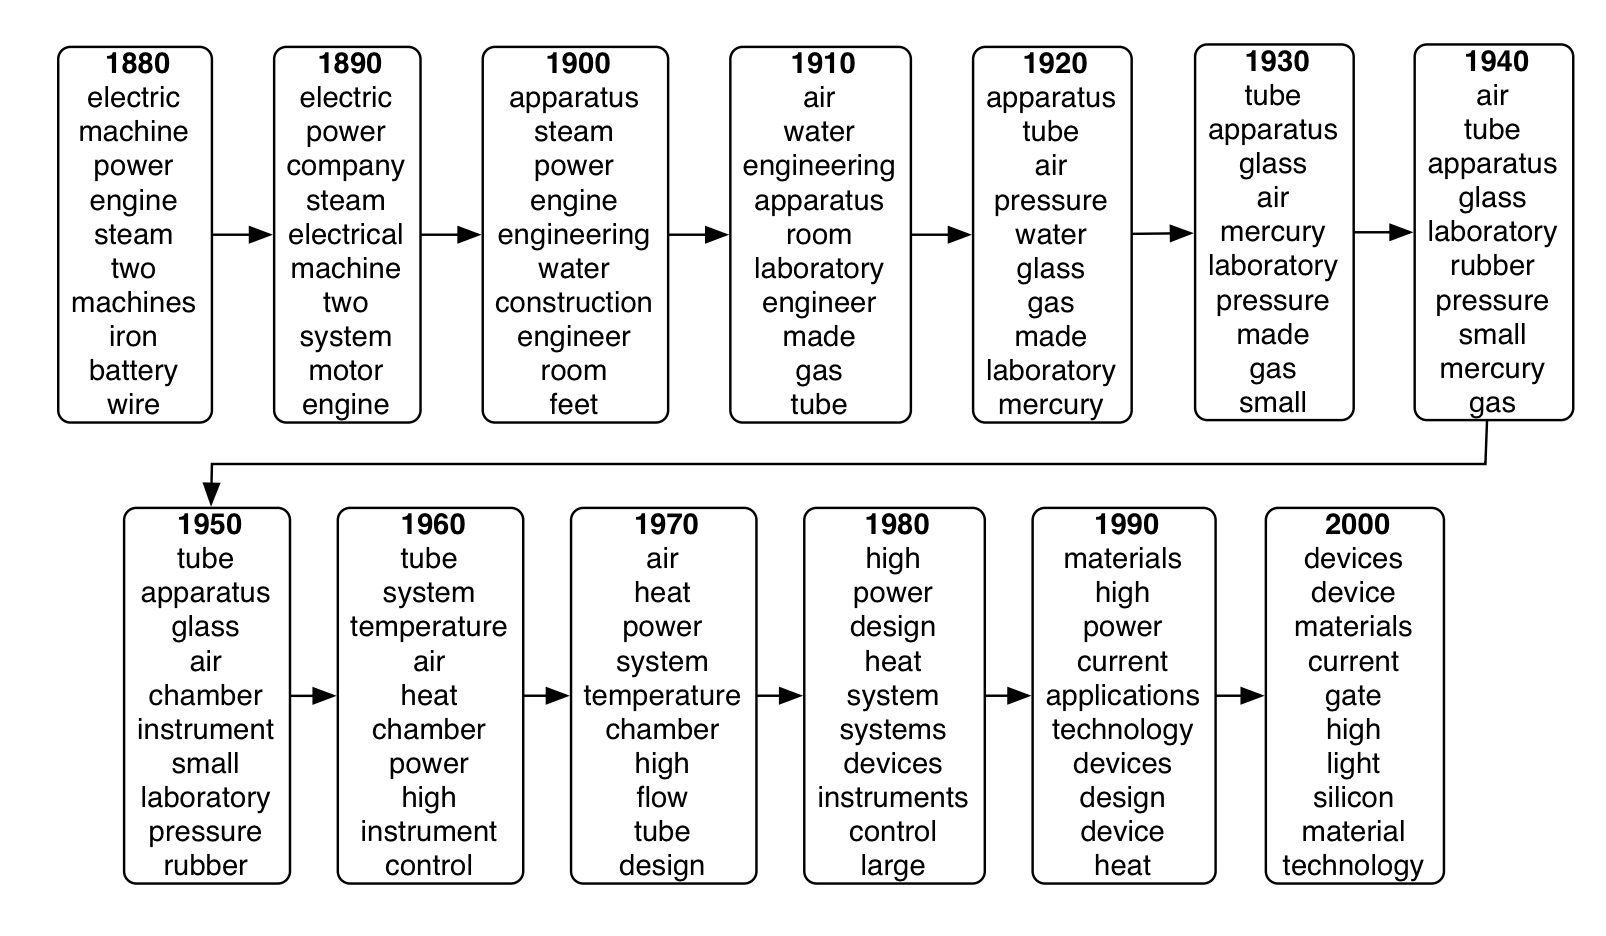 1880
electric
machine
power
engine
steam
two
machines
iron
battery
wire
1890
electric
power
company
steam
electrical
machine
two
system
motor
engine
1900
apparatus
steam
power
engine
engineering
water
construction
engineer
room
feet
1910
air
water
engineering
apparatus
room
laboratory
engineer
made
gas
tube
1920
apparatus
tube
air
pressure
water
glass
gas
made
laboratory
mercury
1930
tube
apparatus
glass
air
mercury
laboratory
pressure
made
gas
small
1940
air
tube
apparatus
glass
laboratory
rubber
pressure
small
mercury
gas
1950
tube
apparatus
glass
air
chamber
instrument
small
laboratory
pressure
rubber
1960
tube
system
temperature
air
heat
chamber
power
high
instrument
control
1970
air
heat
power
system
temperature
chamber
high
flow
tube
design
1980
high
power
design
heat
system
systems
devices
instruments
control
large
1990
materials
high
power
current
applications
technology
devices
design
device
heat
2000
devices
device
materials
current
gate
high
light
silicon
material
technology